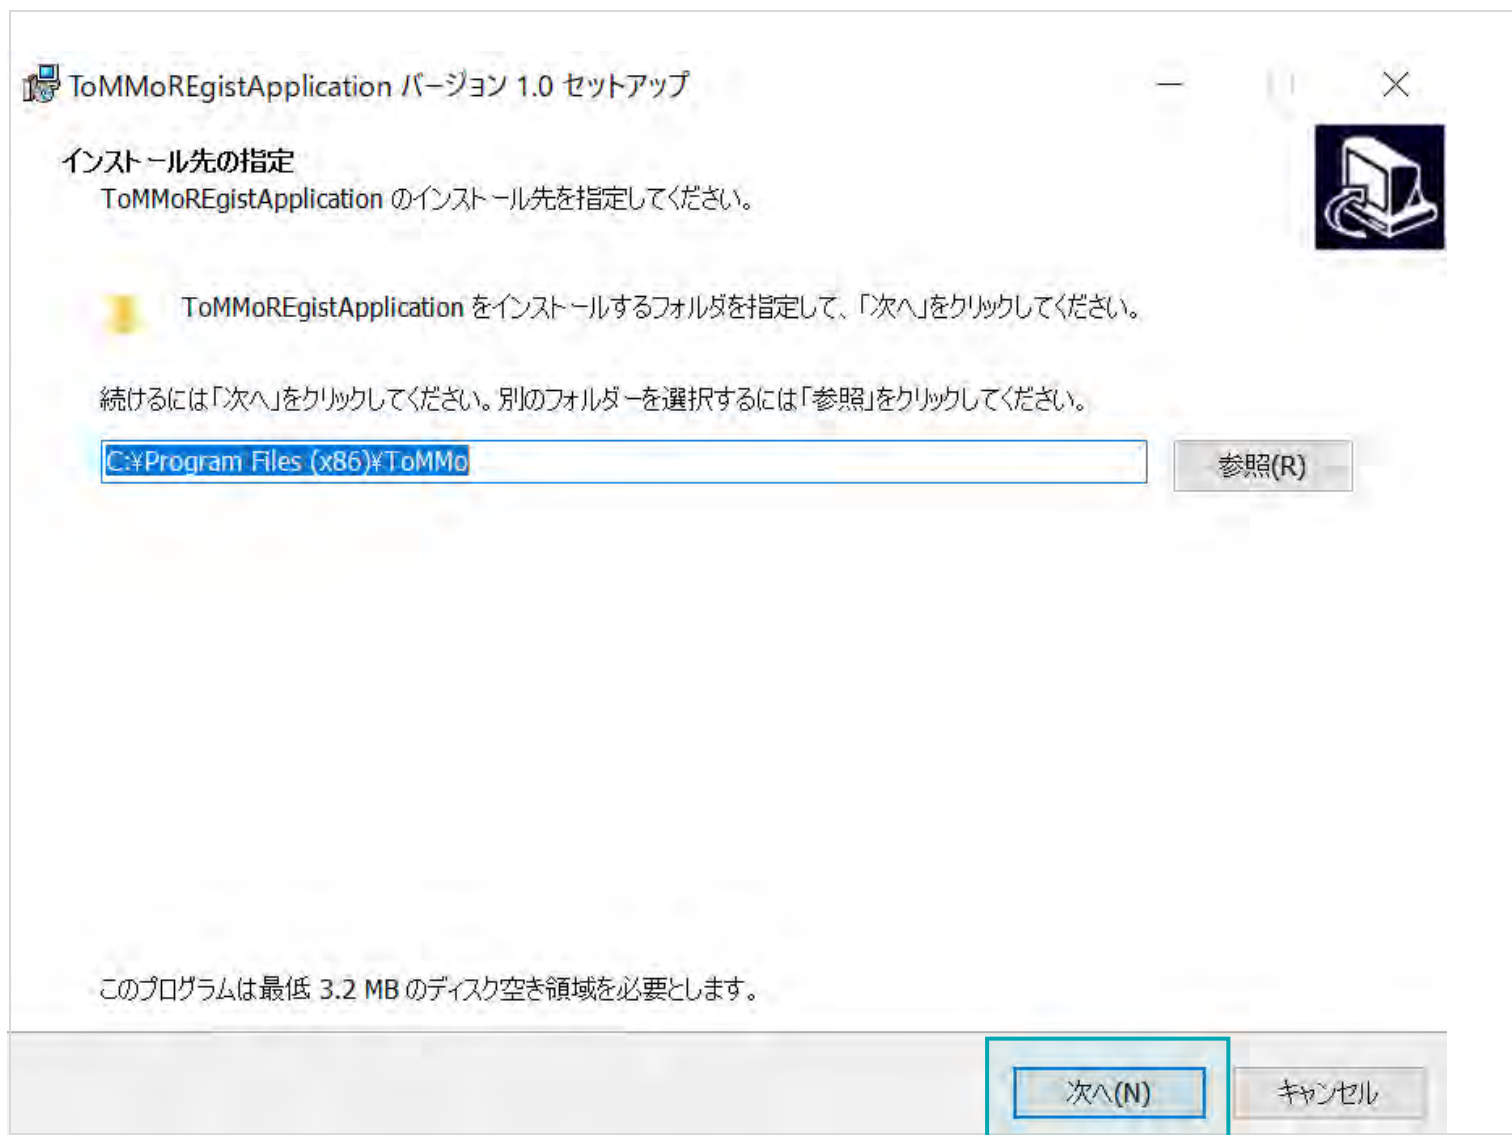 ToMMoREgistApplication バージョン 1.0 セットアップ
インストール先の指定
ToMMoREgistApplication のインストール先を指定してください。
ToMMoREgistApplication をインストールするフォルダを指定して、「次へ」をクリックしてください。
続けるには「次へ」をクリックしてください。別のフォルダーを選択するには「参照」をクリックしてください。
C:¥Program Files (x86)¥ToMMo
参照(R)
このプログラムは最低 3.2 MB のディスク空き領域を必要とします。
次へ(N)
キャンセル